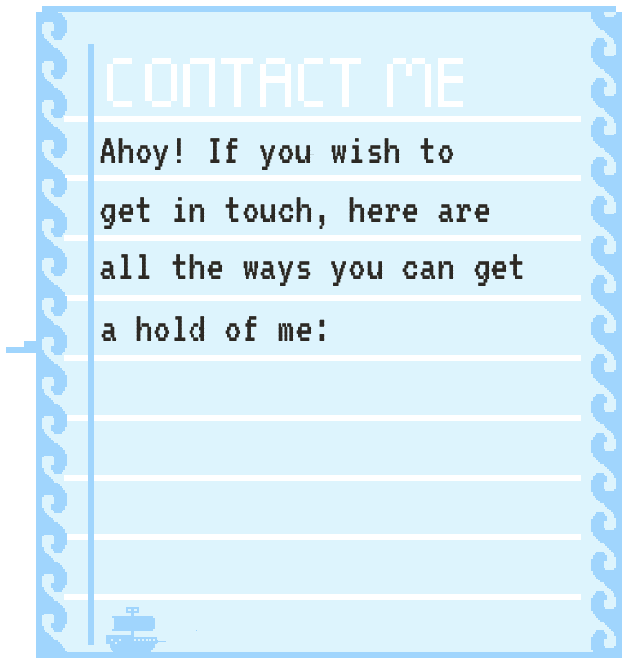 CONTACT ME
Ahoy! If you wish to
get in touch, here are
all the ways you can get
a hold of me: